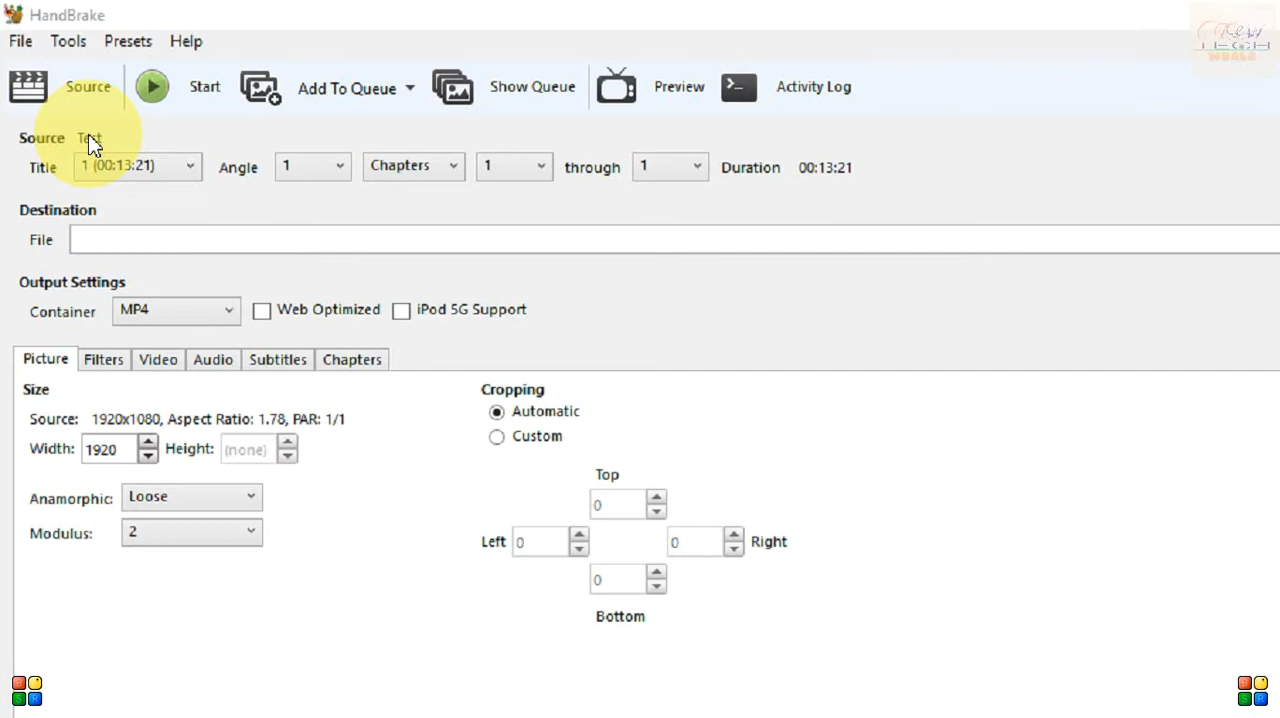 HandBrake
File Tools Presets Help
Source Start Add To Queue Show Queue Preview Activity Log
Source Test
Title 1 (00:13:21) Angle 1 Chapters 1 through 1 Duration 00:13:21
Destination
File
Output Settings
Container MP4 Web Optimized iPod 5G Support
Picture Filters Video Audio Subtitles Chapters
Size
Cropping
Source: 1920x1080, Aspect Ratio: 1.78, PAR: 1/1
Automatic
Width: 1920 Height: (none)
Custom
Top
0
Anamorphic: Loose
Modulus: 2
Left 0 0 Right
0
Bottom